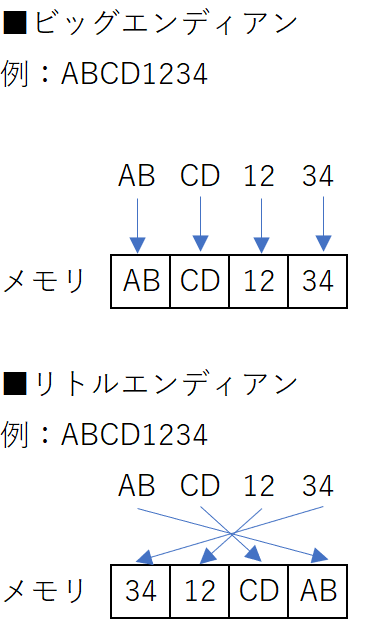 ■ビッグエンディアン
例：ABCD1234
AB CD 12 34
メモリ AB CD 12 34
■リトルエンディアン
例：ABCD1234
AB CD 12 34
メモリ 34 12 CD AB